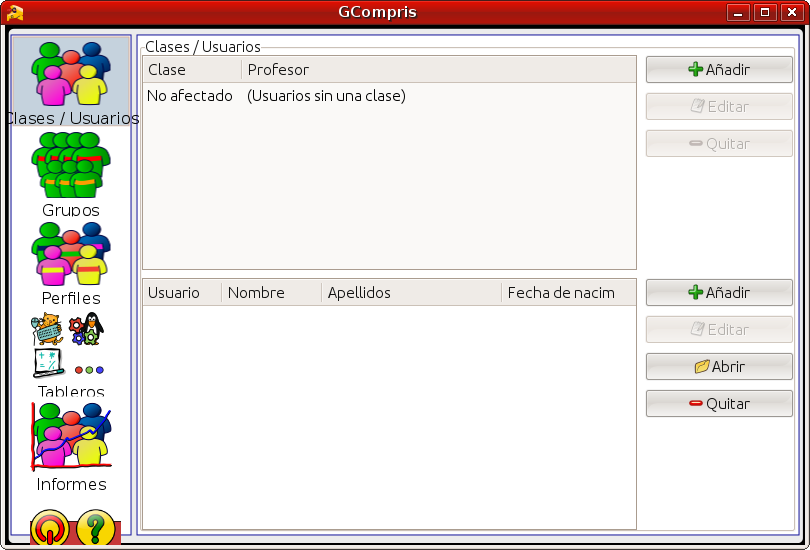 GCompris
Clases / Usuarios
Grupos
Perfiles
Tableros
Informes
Clases / Usuarios
Clase Profesor
No afectado (Usuarios sin una clase)
Añadir
Editar
Quitar
Usuario Nombre Apellidos Fecha de nacim
Añadir
Editar
Abrir
Quitar